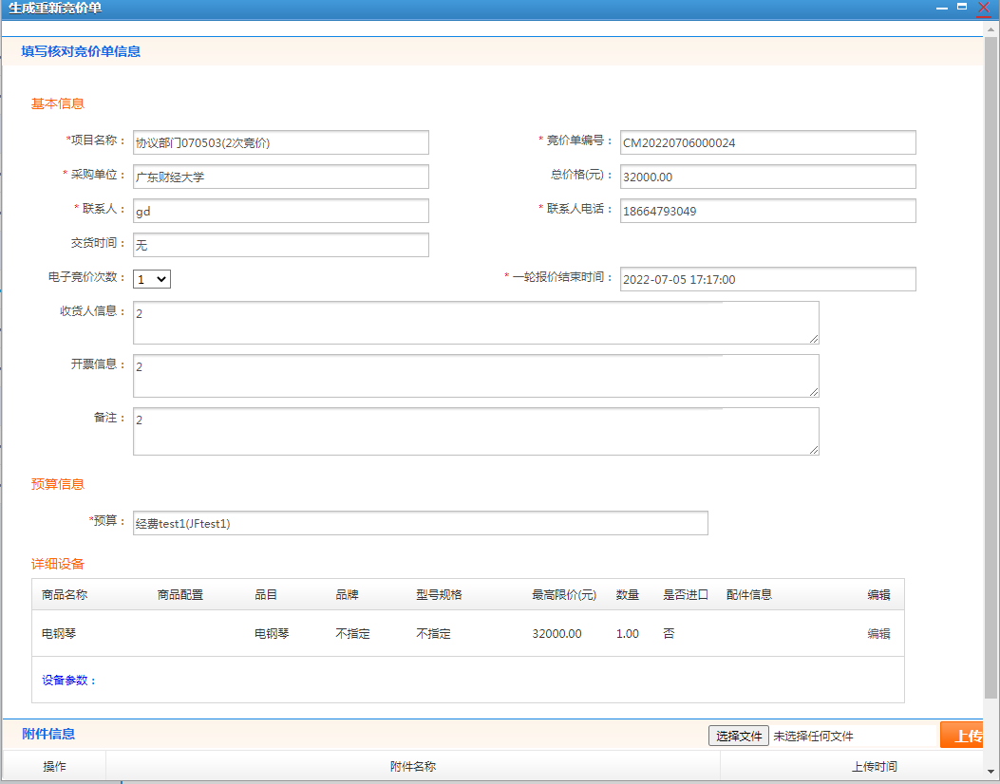 生成重新竞价单
填写核对竞价单信息
基本信息
*项目名称： 协议部门070503(2次竞价) * 竞价单编号： CM20220706000024
* 采购单位： 广东财经大学 总价格(元)： 32000.00
* 联系人： gd * 联系人电话： 18664793049
交货时间： 无
电子竞价次数： 1 * 一轮报价结束时间： 2022-07-05 17:17:00
收货人信息： 2
开票信息： 2
备注： 2
预算信息
*预算： 经费test1(JFtest1)
详细设备
商品名称 商品配置 品目 品牌 型号规格 最高限价(元) 数量 是否进口 配件信息 编辑
电钢琴 电钢琴 不指定 不指定 32000.00 1.00 否 编辑
设备参数：
附件信息 选择文件 未选择任何文件 上传
操作 附件名称 上传时间